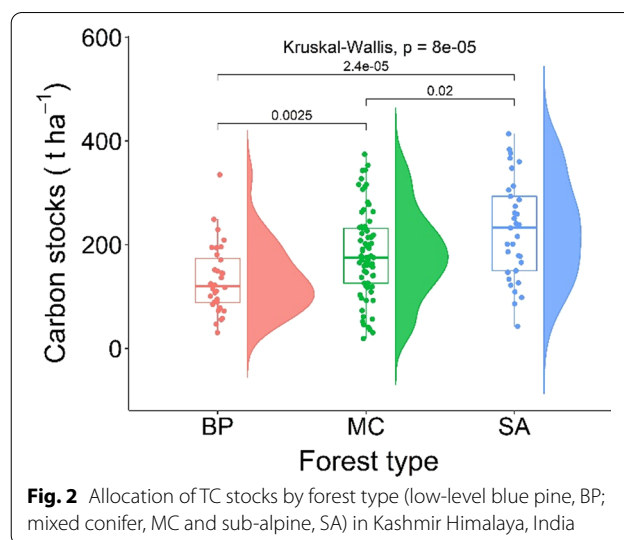 600
Kruskal-Wallis, p = 8e-05
2.4e-05
0.02
0.0025
400
200
0
Carbon stocks ( t ha⁻¹)
BP MC SA
Forest type
Fig. 2 Allocation of TC stocks by forest type (low-level blue pine, BP;
mixed conifer, MC and sub-alpine, SA) in Kashmir Himalaya, India